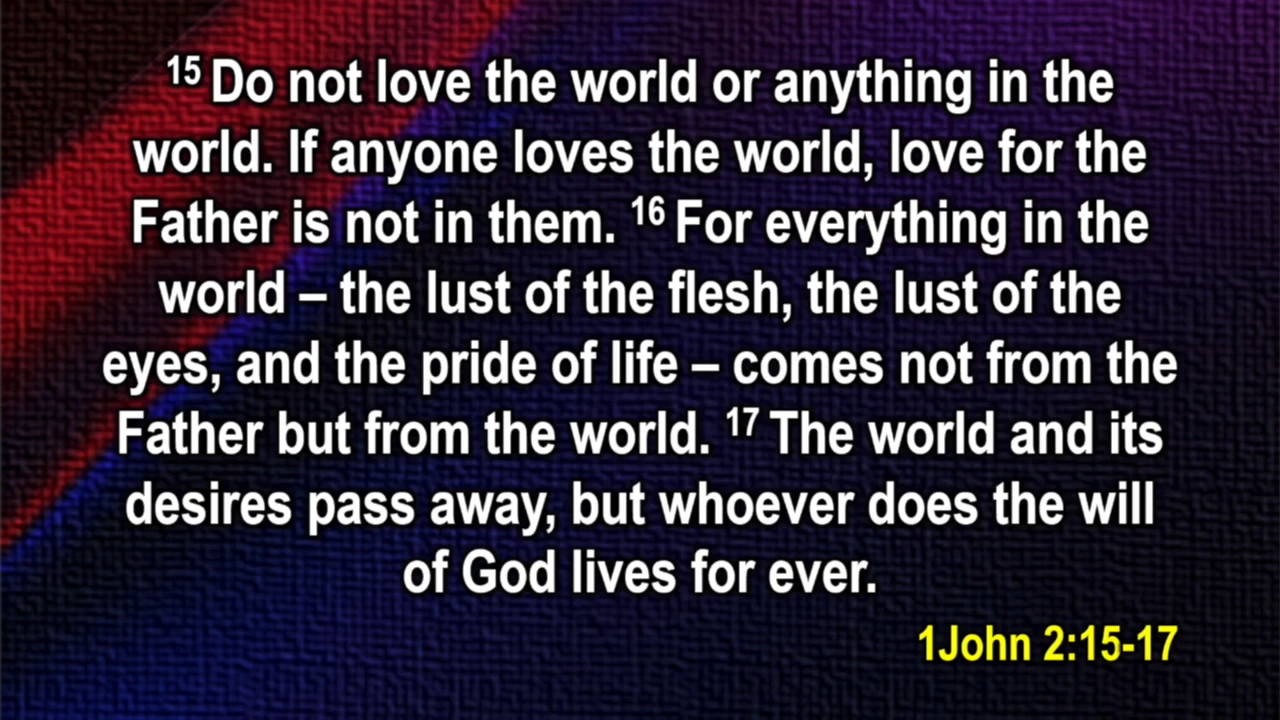 15 Do not love the world or anything in the
world. If anyone loves the world, love for the
Father is not in them. 16 For everything in the
world – the lust of the flesh, the lust of the
eyes, and the pride of life – comes not from the
Father but from the world. 17 The world and its
desires pass away, but whoever does the will
of God lives for ever.
1John 2:15-17